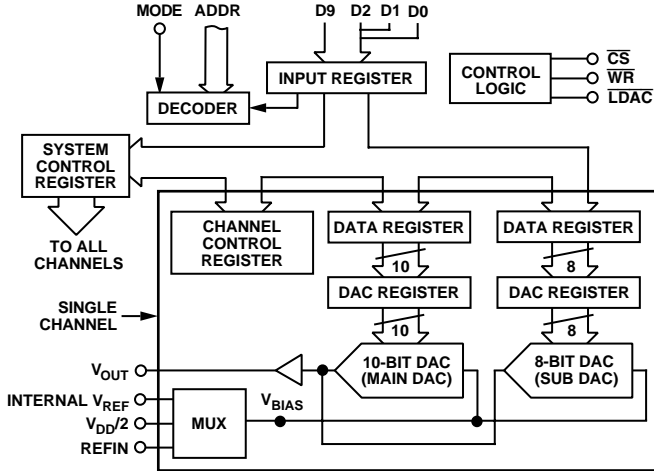 MODE ADDR D9 D2 D1 D0
INPUT REGISTER
DECODER
CONTROL
LOGIC
CS
WR
LDAC
SYSTEM
CONTROL
REGISTER
TO ALL
CHANNELS
CHANNEL
CONTROL
REGISTER
DATA REGISTER
DATA REGISTER
10
8
DAC REGISTER
DAC REGISTER
10
8
SINGLE
CHANNEL
10-BIT DAC
(MAIN DAC)
8-BIT DAC
(SUB DAC)
VOUT
INTERNAL VREF
VDD/2
REFIN
MUX
VBIAS